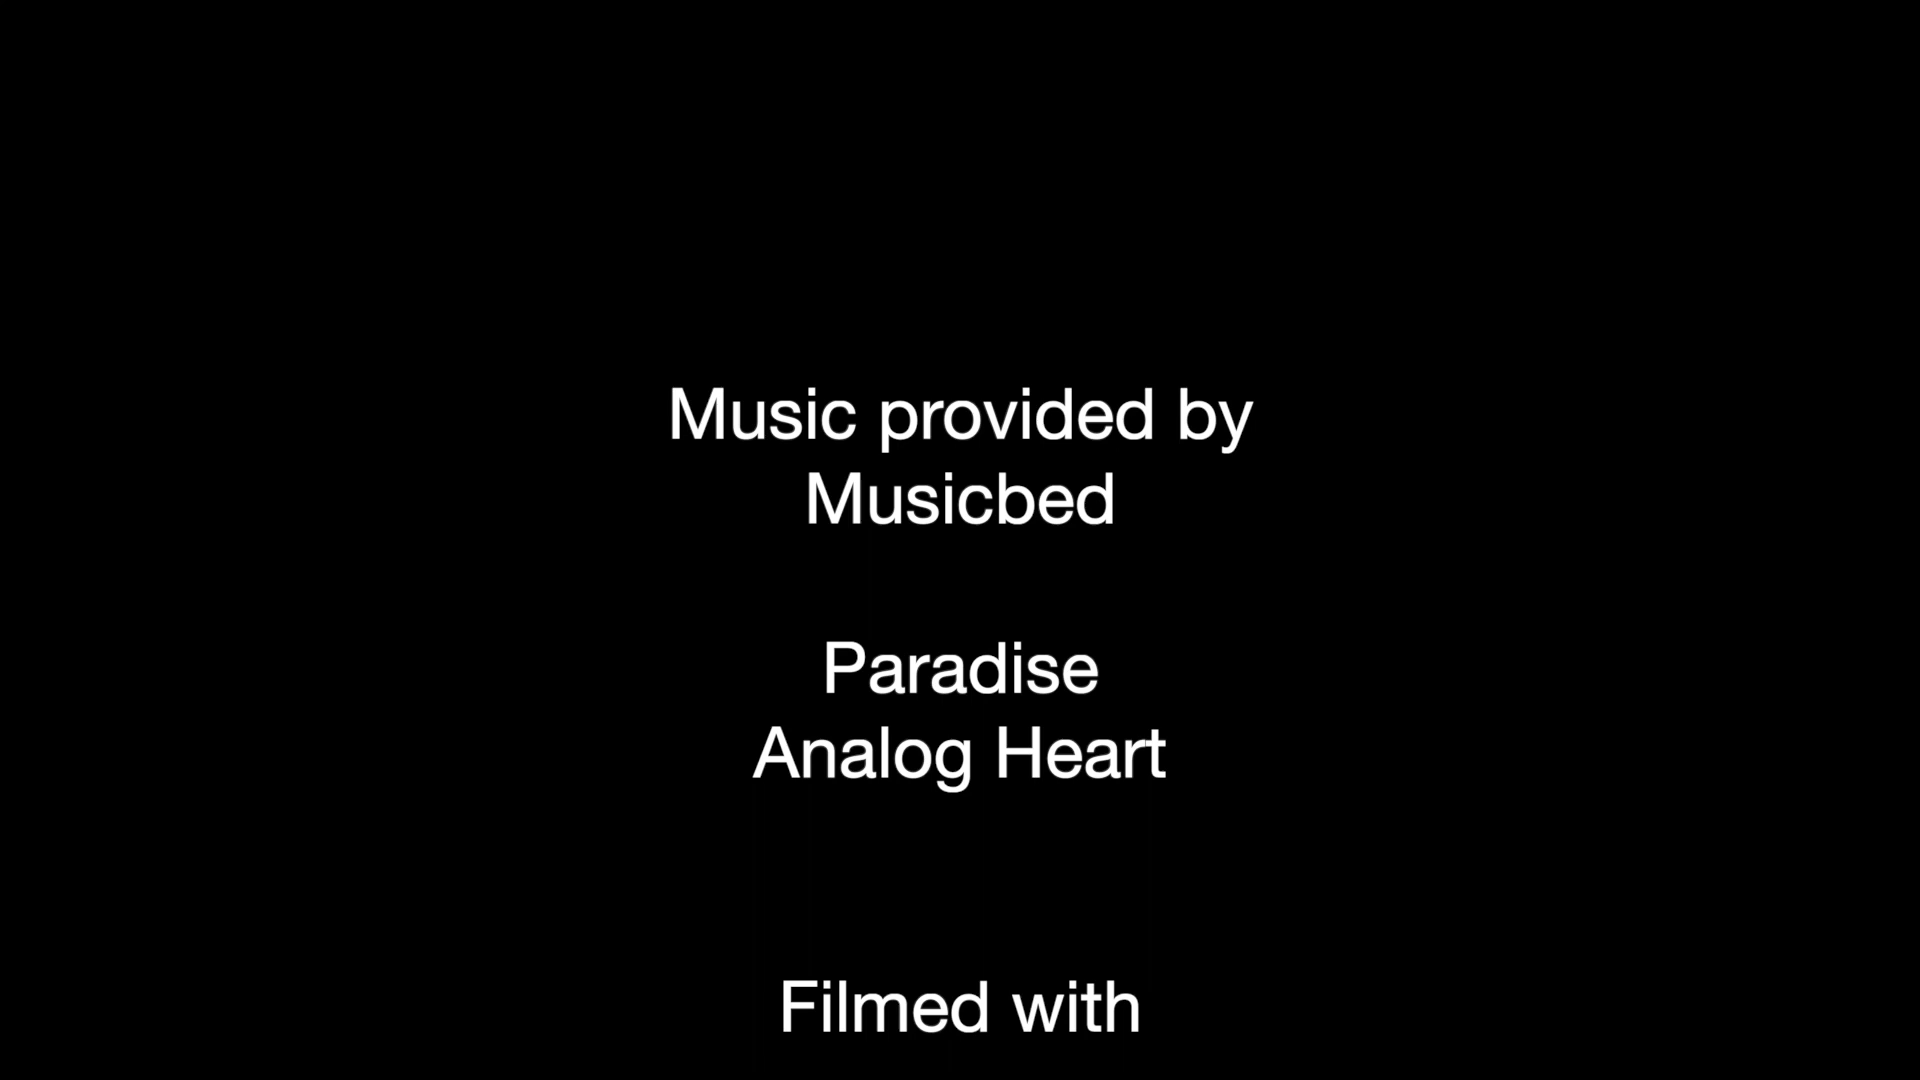 Music provided by
Musicbed
Paradise
Analog Heart
Filmed with